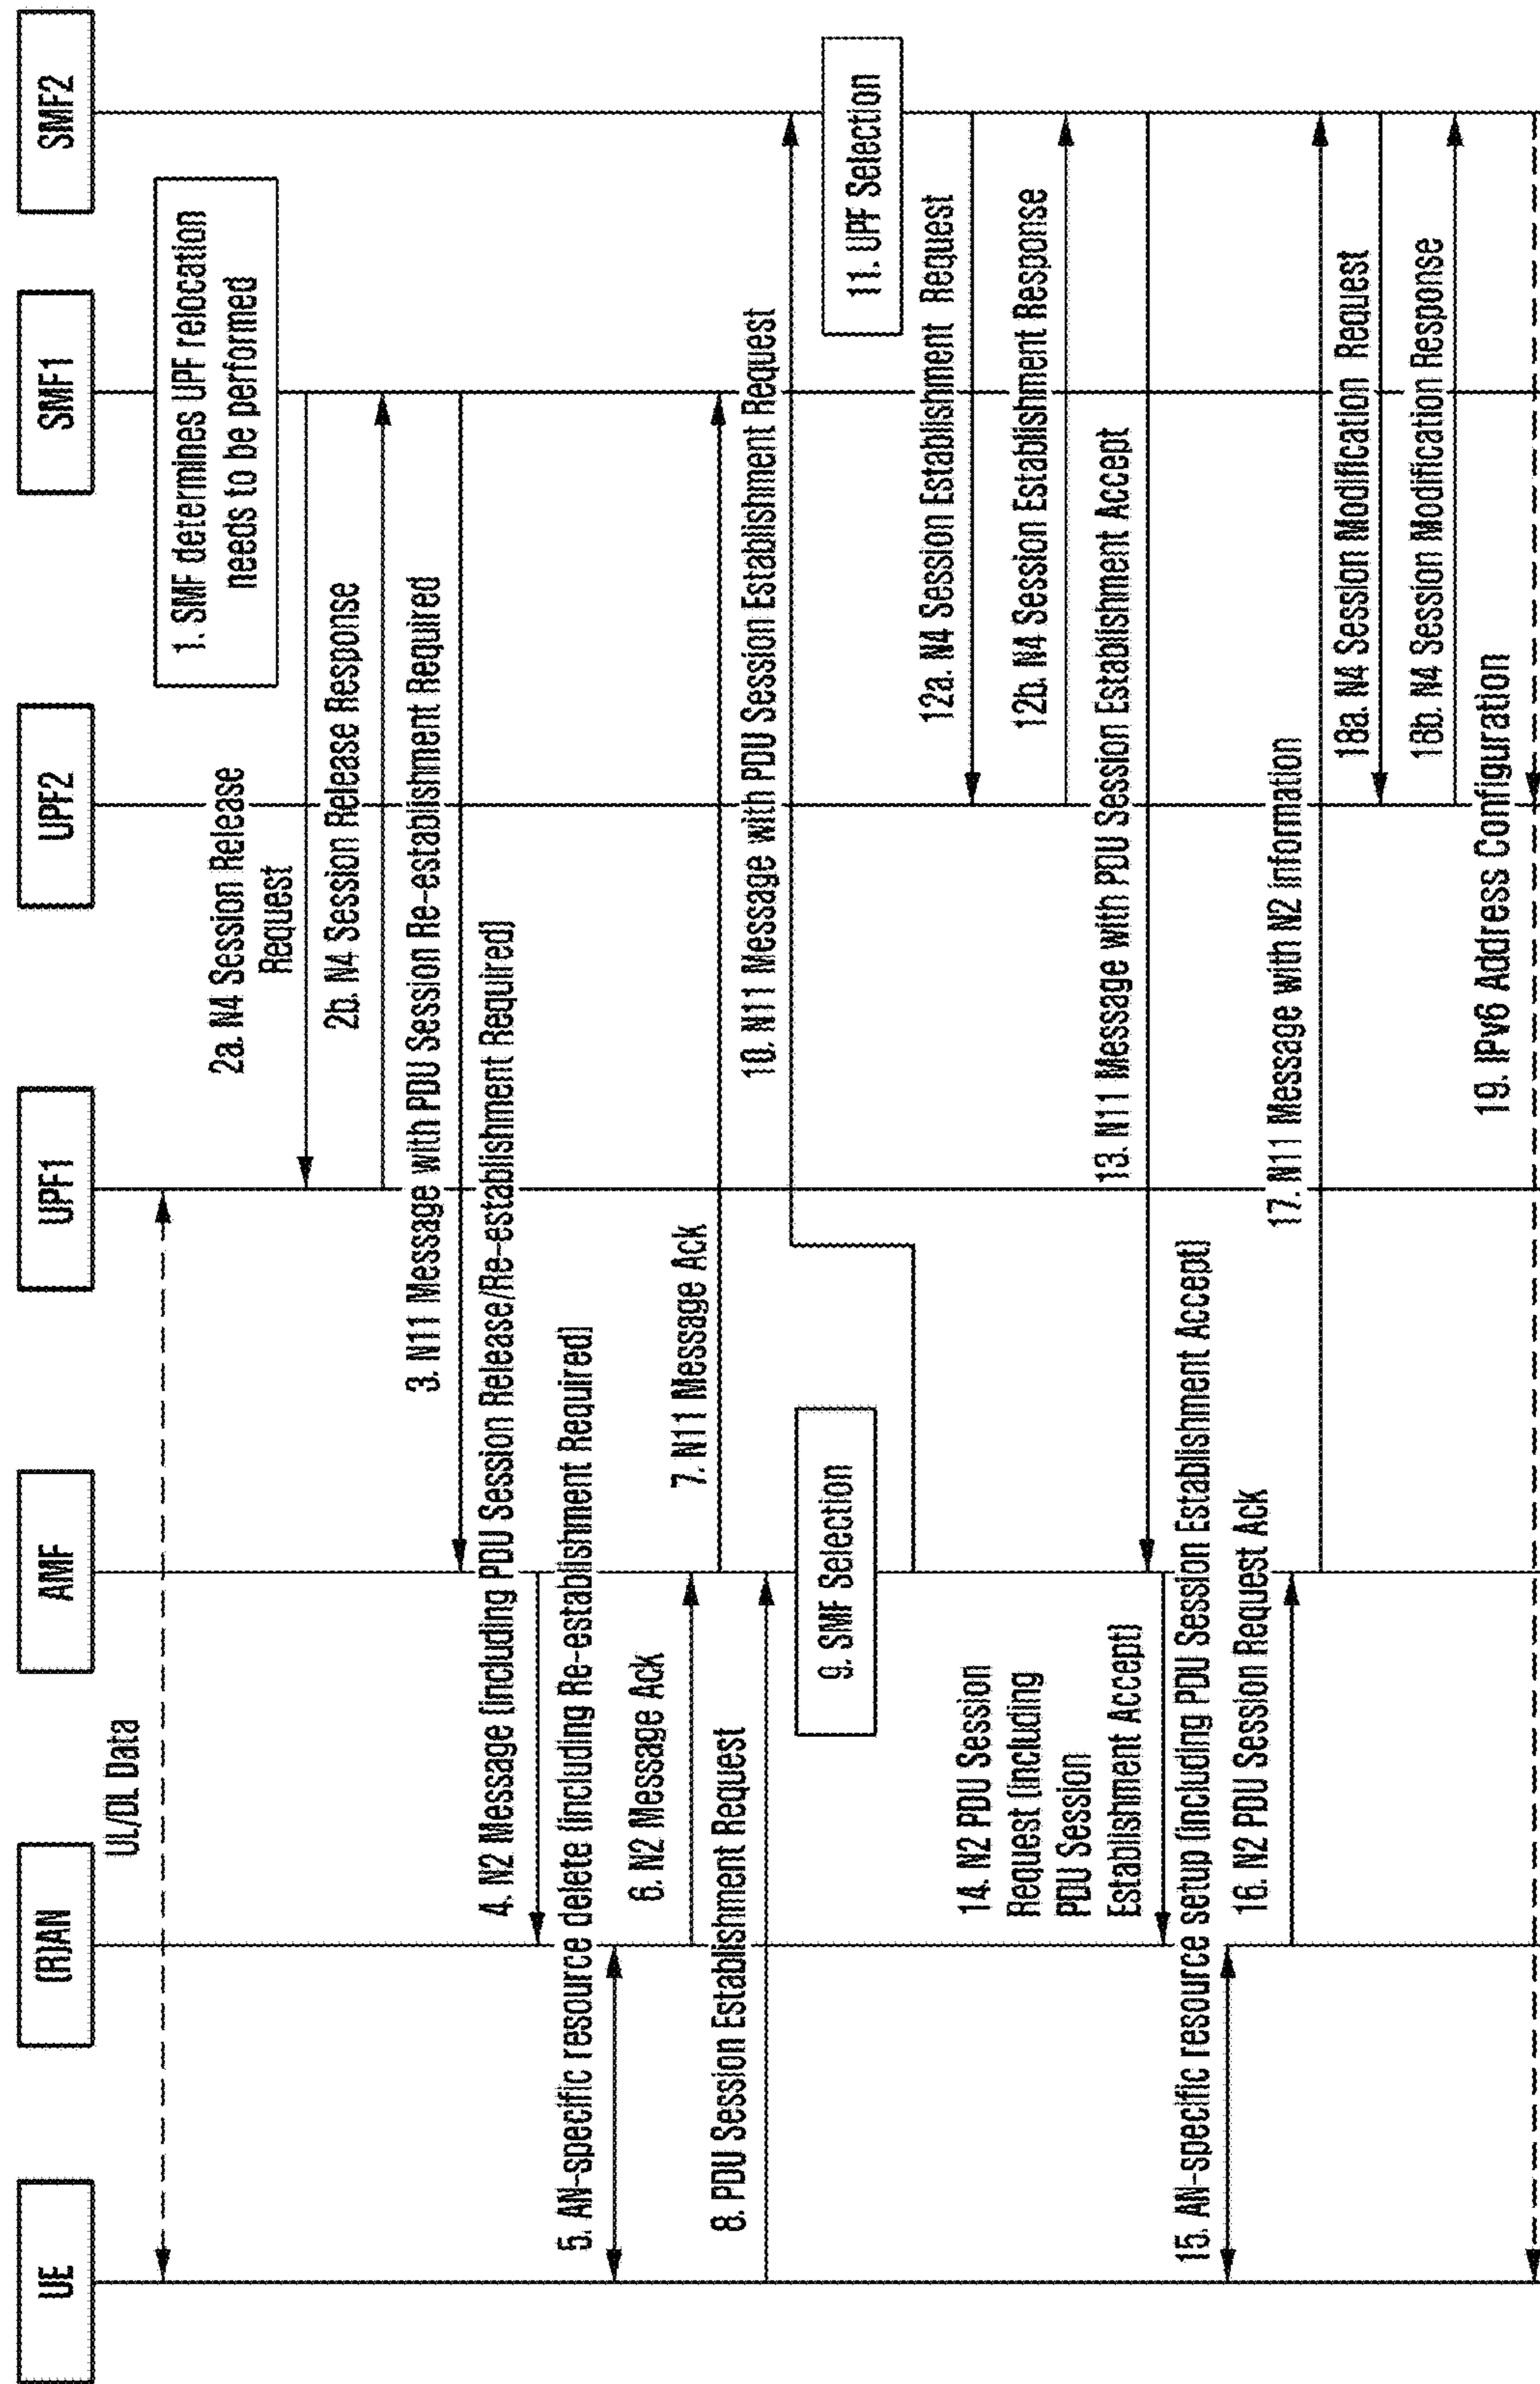 UE
(R)AN
AMF
UPF1
UPF2
SMF1
SMF2
UL/DL Data
1. SMF determines UPF relocation
needs to be performed
2a. N4 Session Release
Request
2b. N4 Session Release Response
3. N11 Message with PDU Session Re-establishment Required
4. N2 Message (including PDU Session Release/Re-establishment Required)
5. AN-specific resource delete (including Re-establishment Required)
6. N2 Message Ack
7. N11 Message Ack
8. PDU Session Establishment Request
9. SMF Selection
10. N11 Message with PDU Session Establishment Request
11. UPF Selection
12a. N4 Session Establishment Request
12b. N4 Session Establishment Response
13. N11 Message with PDU Session Establishment Accept
14. N2 PDU Session
Request (including
PDU Session
Establishment Accept)
15. AN-specific resource setup (including PDU Session Establishment Accept)
16. N2 PDU Session Request Ack
17. N11 Message with N2 information
18a. N4 Session Modification Request
18b. N4 Session Modification Response
19. IPv6 Address Configuration